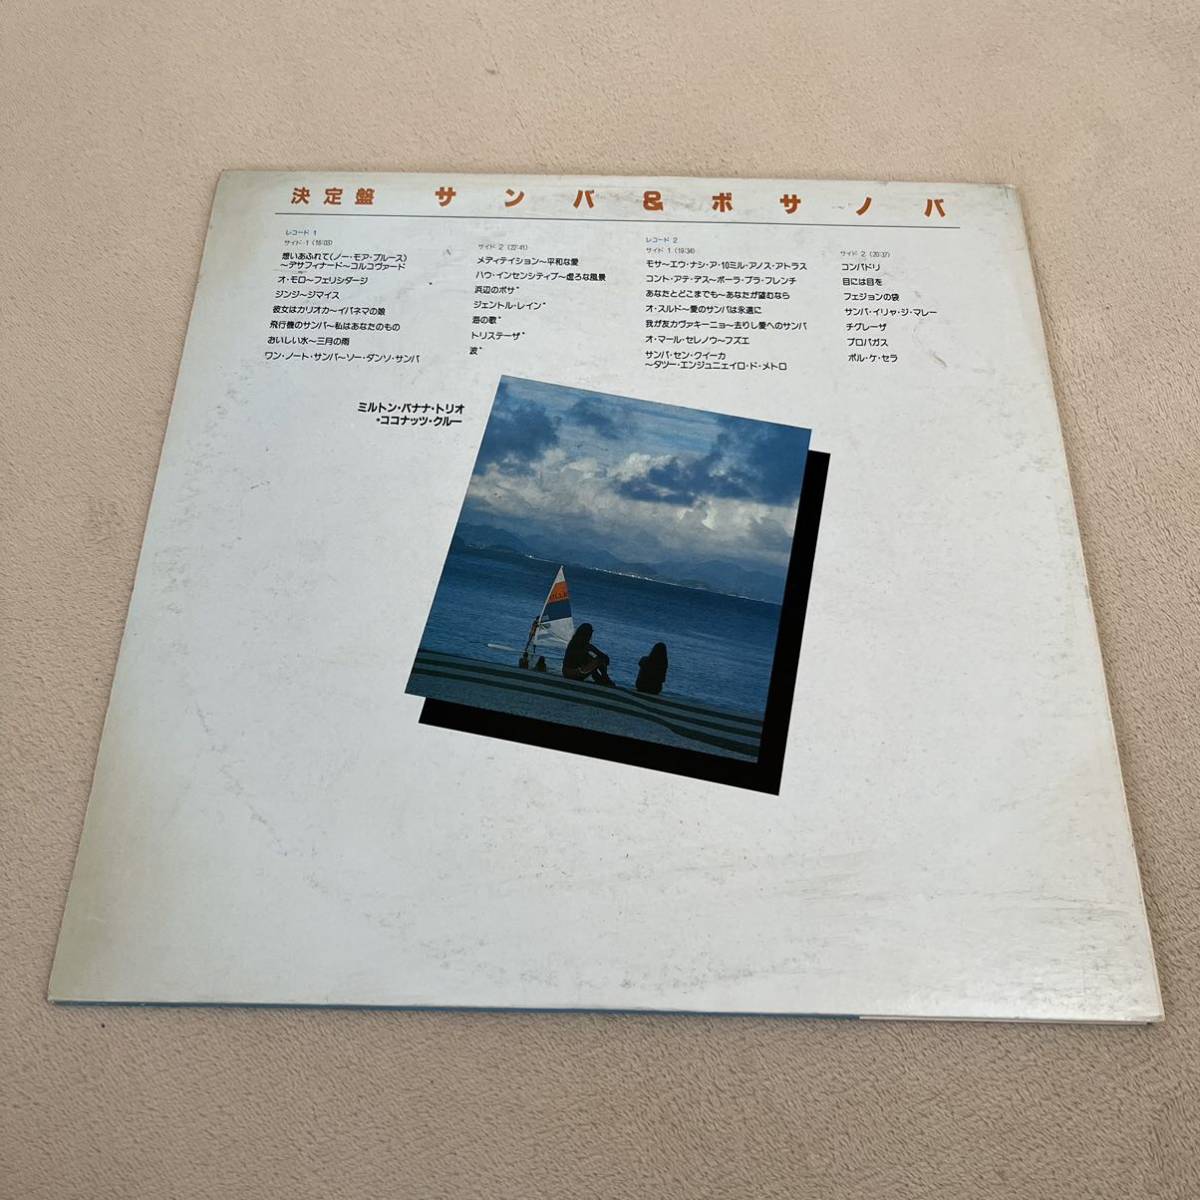 決定盤 サンバ&ボサノバ
レコード 1
サイド 1 (16:03)
想いあふれて(ノー・モア・ブルース)
〜デサフィナード〜コルコヴァード
オ・モロ〜フェリシダージ
ジンジ〜ジマイス
彼女はカリオカ〜イパネマの娘
飛行機のサンバ〜私はあなたのもの
おいしい水〜三月の雨
ワン・ノート・サンバ〜ソー・ダンソ・サンバ
サイド 2 (22:41)
メディテイション〜平和な愛
ハウ・インセンシティブ〜虚ろな風景
浜辺のボサ*
ジェントル・レイン*
海の歌*
トリステーザ*
波*
レコード 2
サイド 1 (19:34)
モサ〜エウ・ナシ・ア・10ミル・アノス・アトラス
コント・アテ・デス〜ボーラ・プラ・フレンチ
あなたとどこまでも〜あなたが望むなら
オ・スルド〜愛のサンバは永遠に
我が友カヴァキーニョ〜去りし愛へのサンバ
オ・マール・セレノウ〜フズエ
サンバ・セン・クイーカ
〜タツー・エンジュニェイロ・ド・メトロ
サイド 2 (20:37)
コンパドリ
目には目を
フェジョンの袋
サンバ・イリャ・ジ・マレー
チグレーザ
プロパガス
ポル・ケ・セラ
ミルトン・バナナ・トリオ
*ココナッツ・クルー